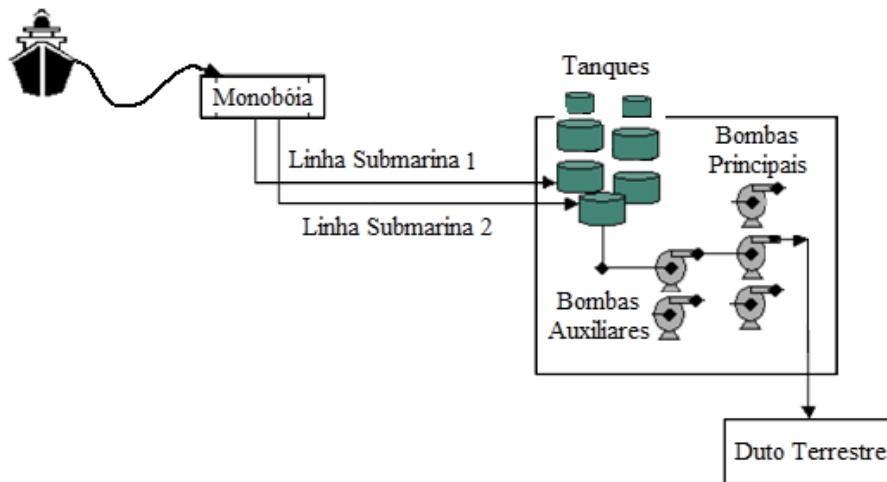 Tanques
Monobóia
Bombas
Principais
Linha Submarina 1
Linha Submarina 2
Bombas
Auxiliares
Duto Terrestre